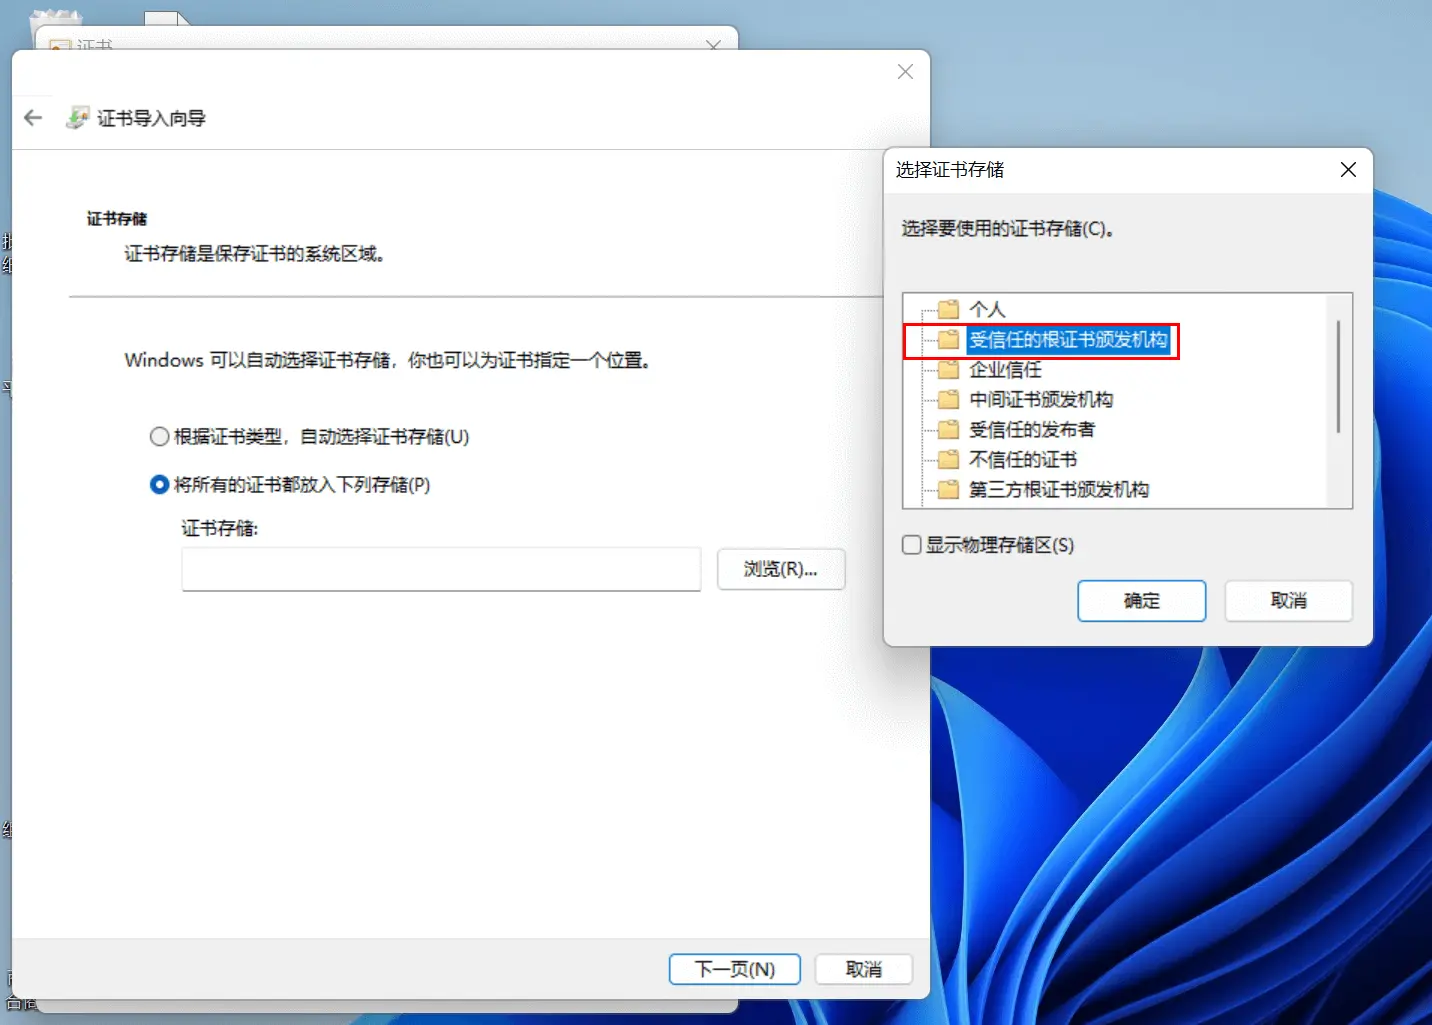 证书
证书导入向导
证书存储
证书存储是保存证书的系统区域。
Windows 可以自动选择证书存储，你也可以为证书指定一个位置。
根据证书类型，自动选择证书存储(U)
将所有的证书都放入下列存储(P)
证书存储:
浏览(R)...
下一页(N)
取消
选择证书存储
选择要使用的证书存储(C)。
个人
受信任的根证书颁发机构
企业信任
中间证书颁发机构
受信任的发布者
不信任的证书
第三方根证书颁发机构
显示物理存储区(S)
确定
取消